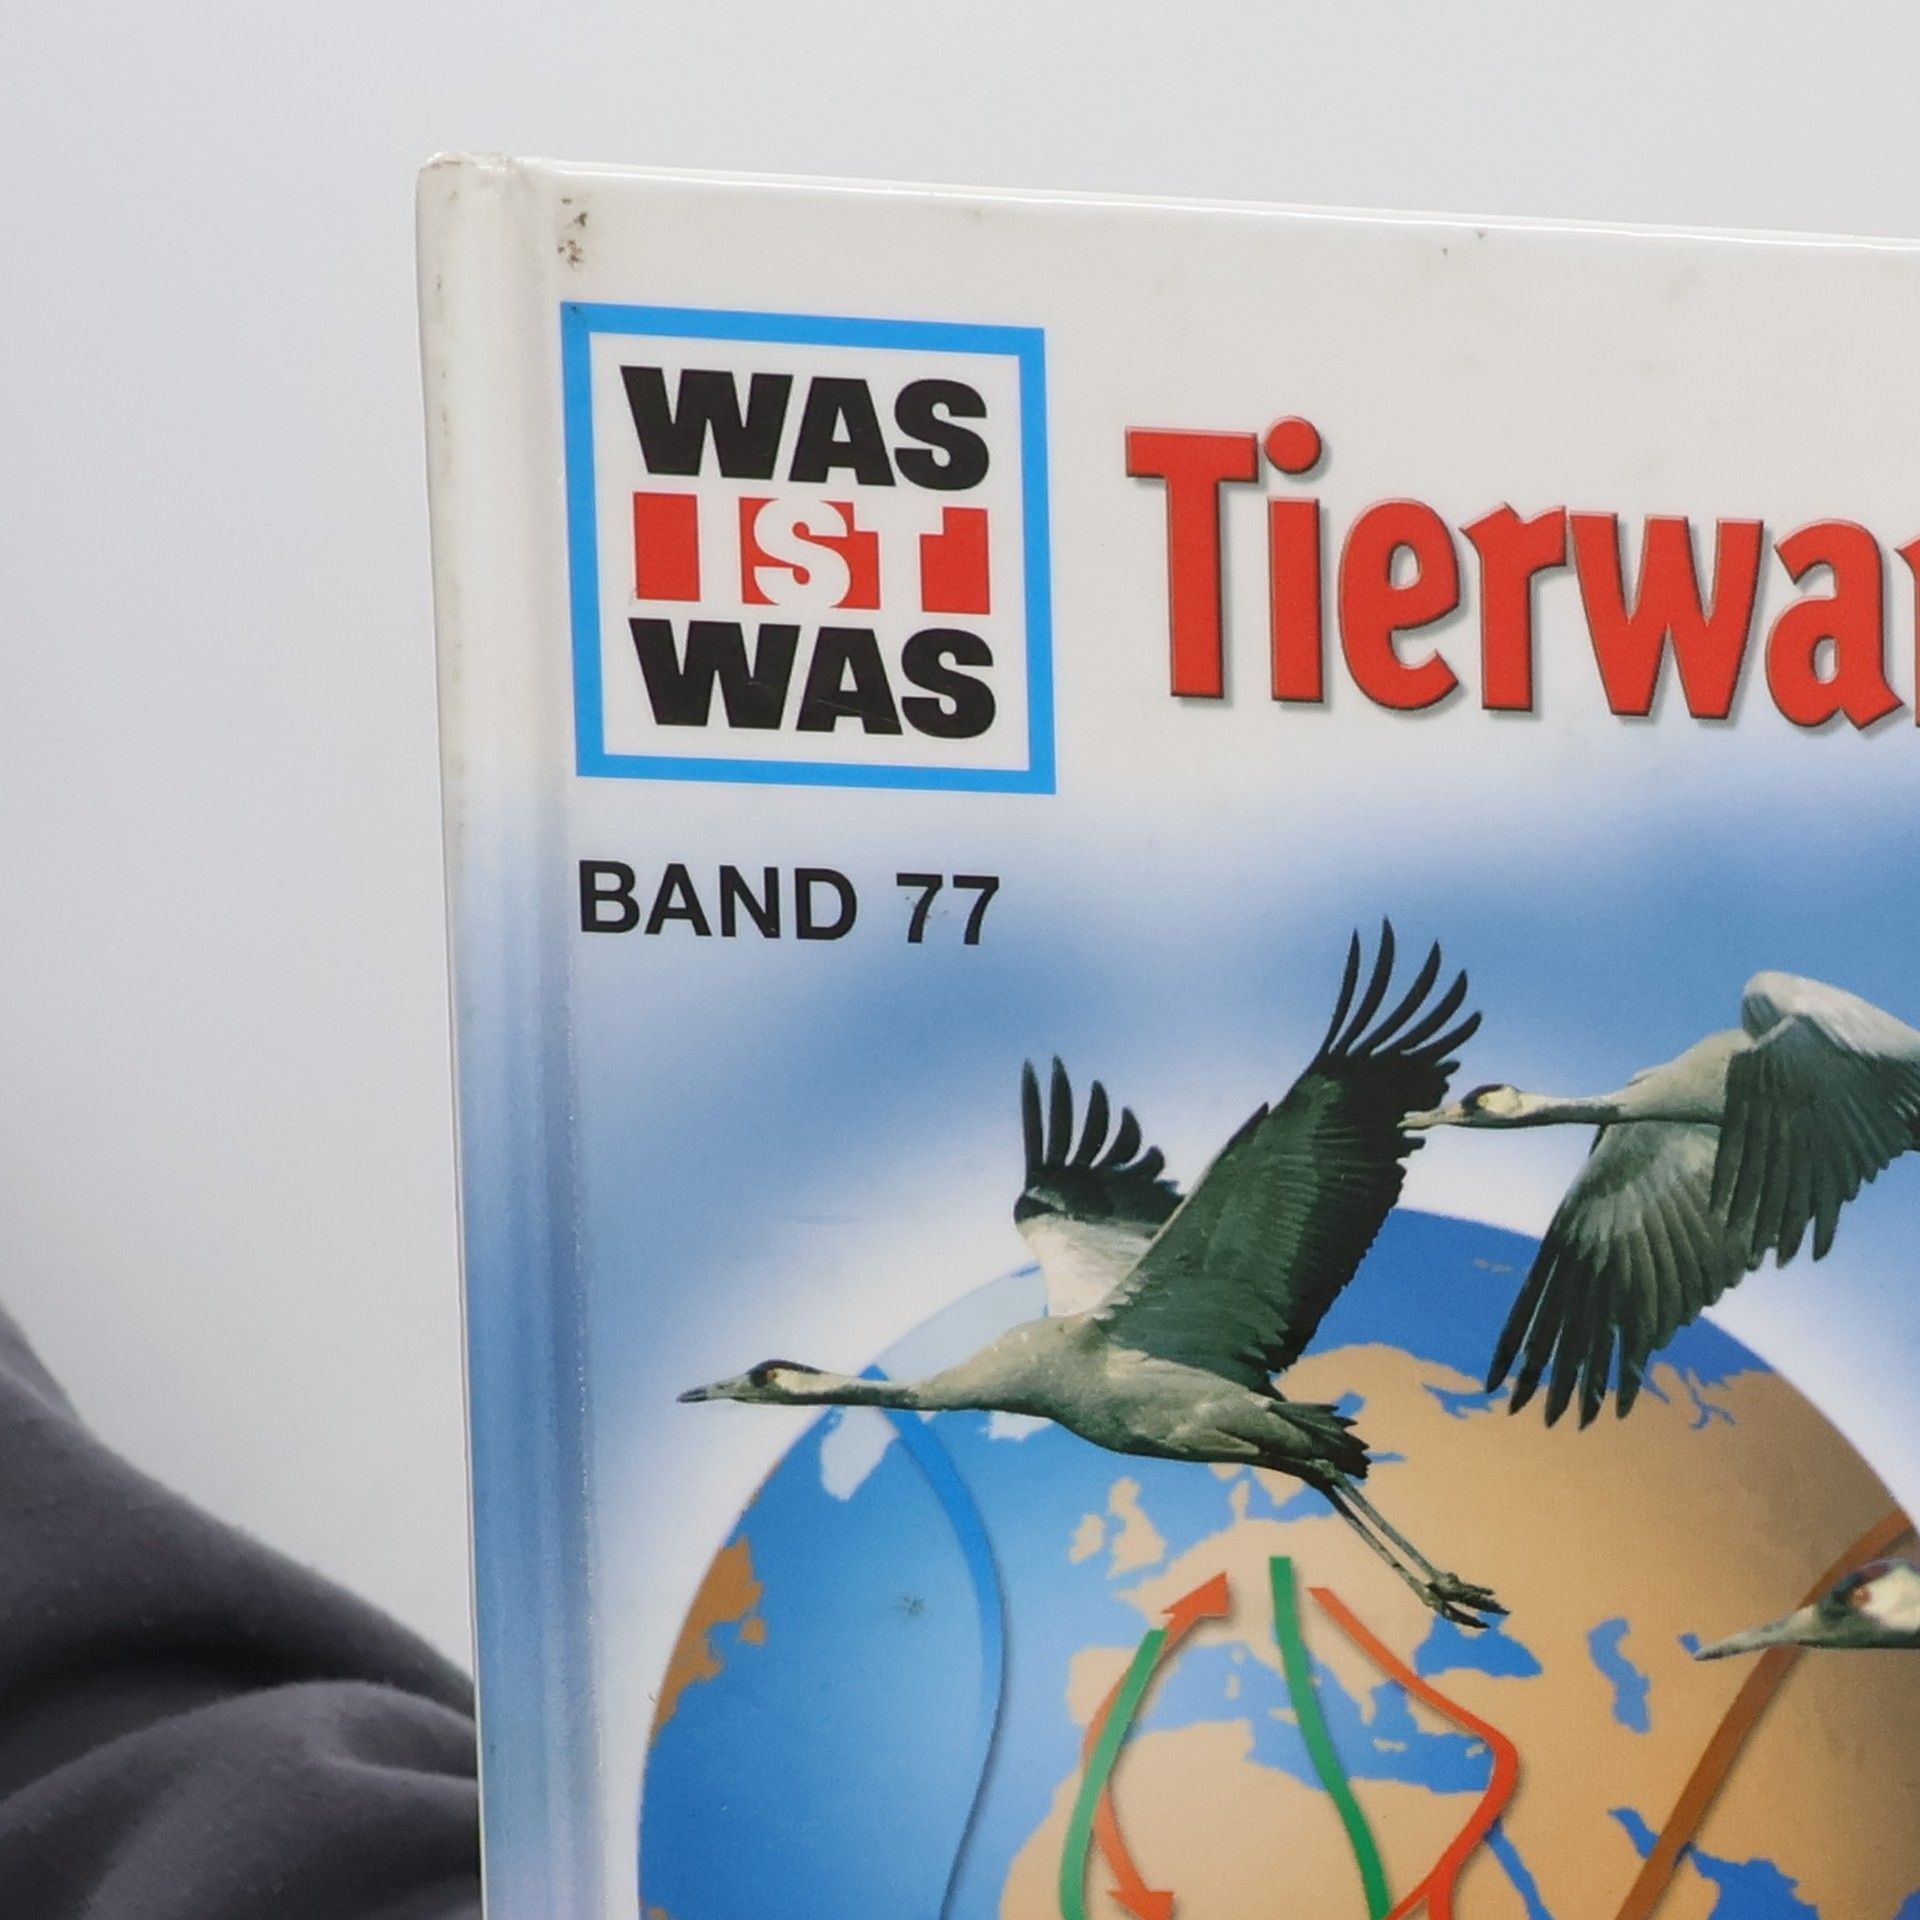 WAS
IST
WAS
Tierwa
BAND 77